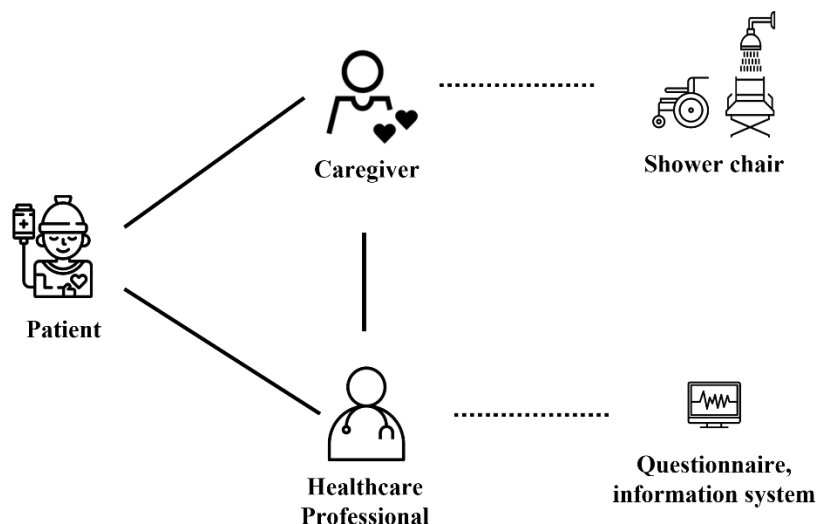 Caregiver
Shower chair
Patient
Healthcare
Professional
Questionnaire,
information system